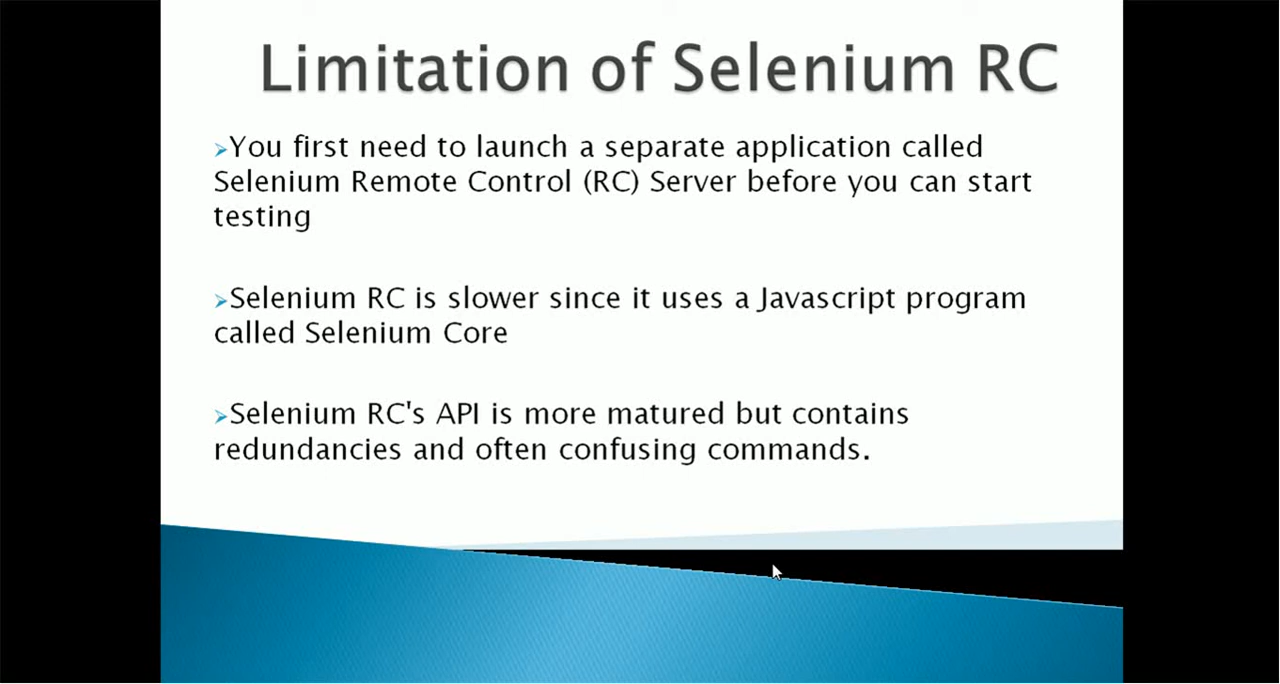 Limitation of Selenium RC
➢You first need to launch a separate application called
Selenium Remote Control (RC) Server before you can start
testing
➢Selenium RC is slower since it uses a Javascript program
called Selenium Core
➢Selenium RC's API is more matured but contains
redundancies and often confusing commands.